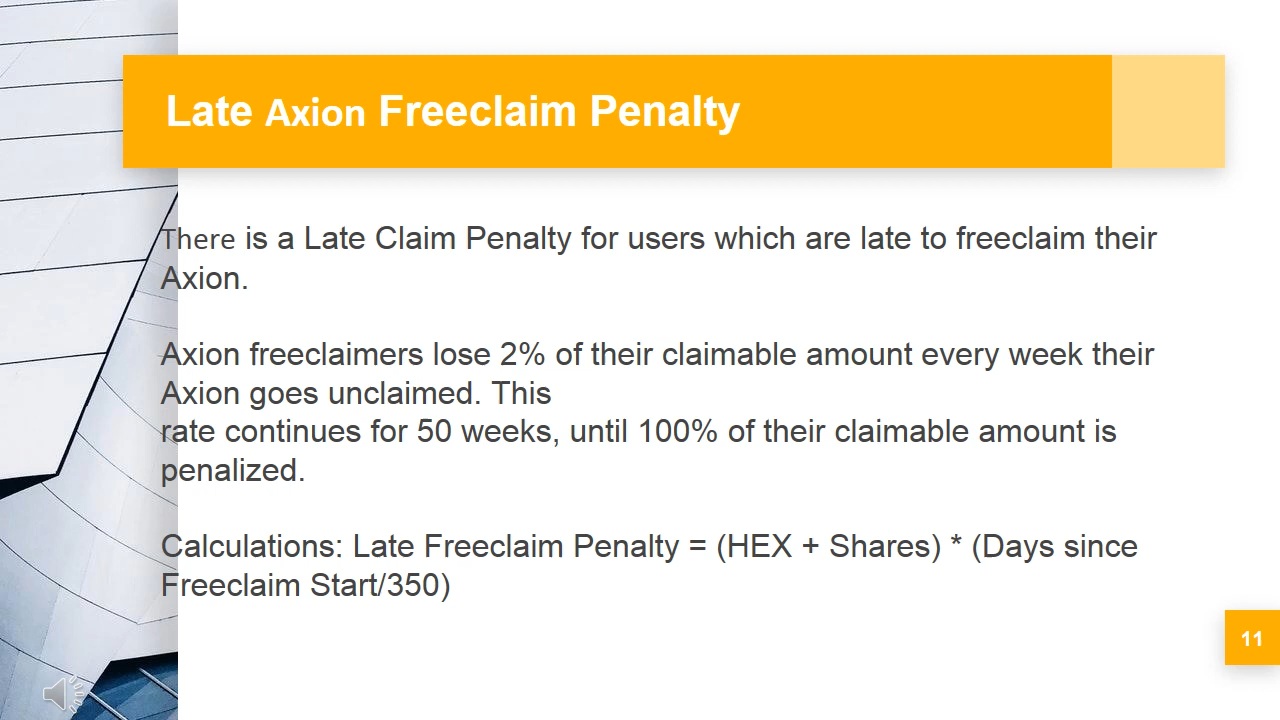 Late Axion Freeclaim Penalty
There is a Late Claim Penalty for users which are late to freeclaim their
Axion.
Axion freeclaimers lose 2% of their claimable amount every week their
Axion goes unclaimed. This
rate continues for 50 weeks, until 100% of their claimable amount is
penalized.
Calculations: Late Freeclaim Penalty = (HEX + Shares) * (Days since
Freeclaim Start/350)
11